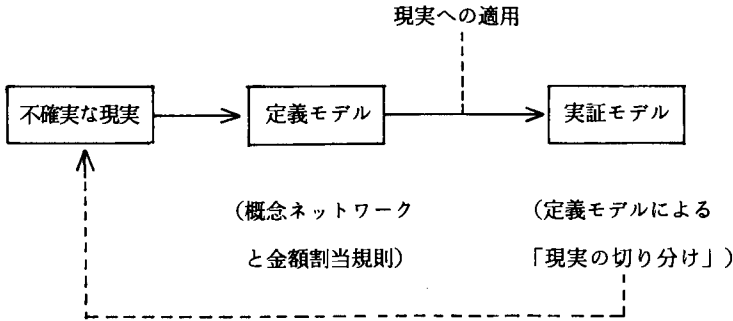 現実への適用
不確実な現実
定義モデル
実証モデル
(概念ネットワーク
と金額割当規則)
(定義モデルによる
「現実の切り分け」)